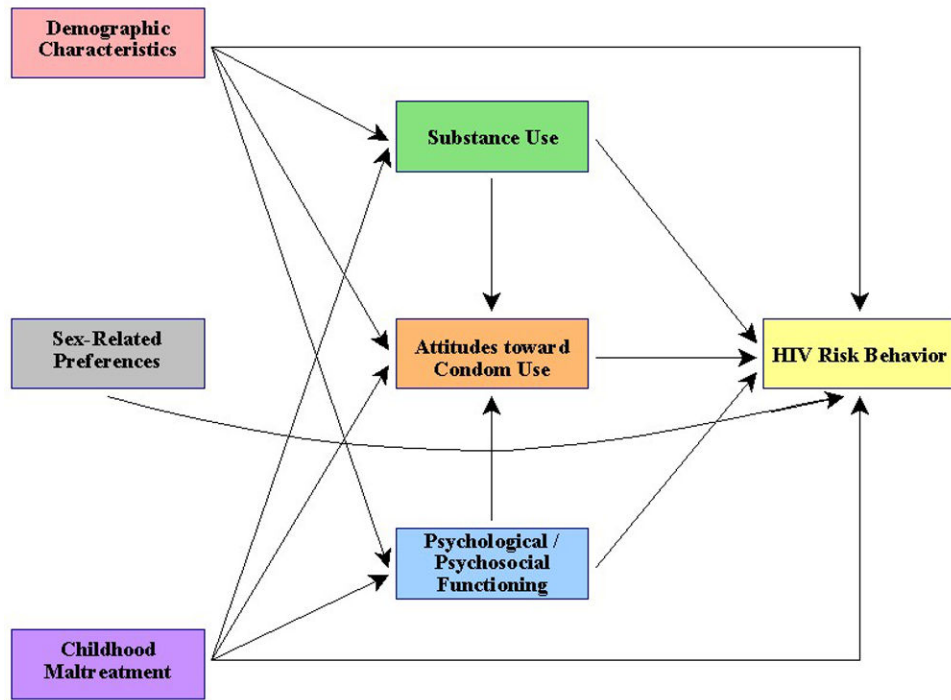 Demographic
Characteristics
Substance Use
Sex-Related
Preferences
Attitudes toward
Condom Use
HIV Risk Behavior
Psychological /
Psychosocial
Functioning
Childhood
Maltreatment